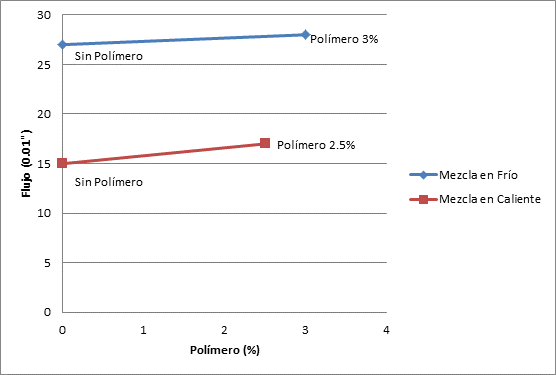 30
25
20
15
10
5
0
Flujo (0.01")
Sin Polímero
Polímero 3%
Polímero 2.5%
Sin Polímero
0 1 2 3 4
Polímero (%)
Mezcla en Frío
Mezcla en Caliente